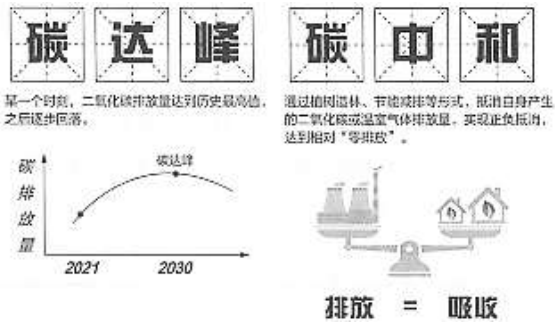 碳达峰
某一个时刻，二氧化碳排放量达到历史最高值，
之后逐步回落。
碳排放量
碳达峰
2021
2030
碳中和
通过植树造林、节能减排等形式，抵消自身产生
的二氧化碳或温室气体排放量，实现正负抵消，
达到相对“零排放”。
排放 = 吸收